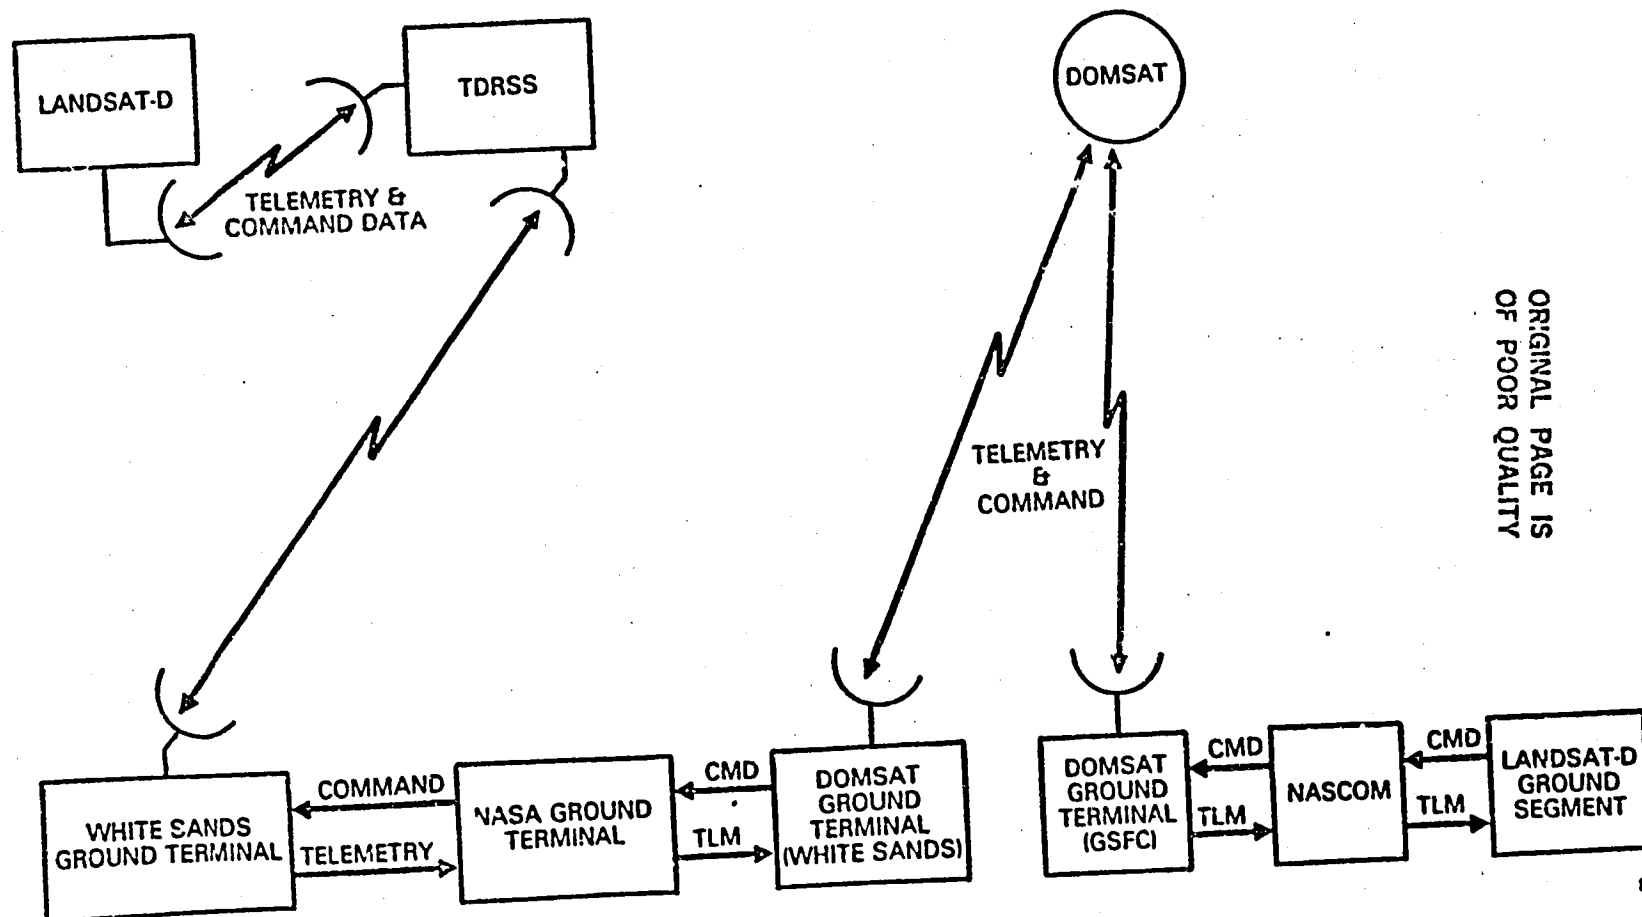 LANDSAT-D
TDRSS
DOMSAT
TELEMETRY &
COMMAND DATA
ORIGINAL PAGE IS
OF POOR QUALITY
TELEMETRY
&
COMMAND
WHITE SANDS
GROUND TERMINAL
COMMAND
TELEMETRY
NASA GROUND
TERMINAL
CMD
TLM
DOMSAT
GROUND
TERMINAL
(WHITE SANDS)
DOMSAT
GROUND
TERMINAL
(GSFC)
CMD
TLM
NASCOM
CMD
TLM
LANDSAT-D
GROUND
SEGMENT